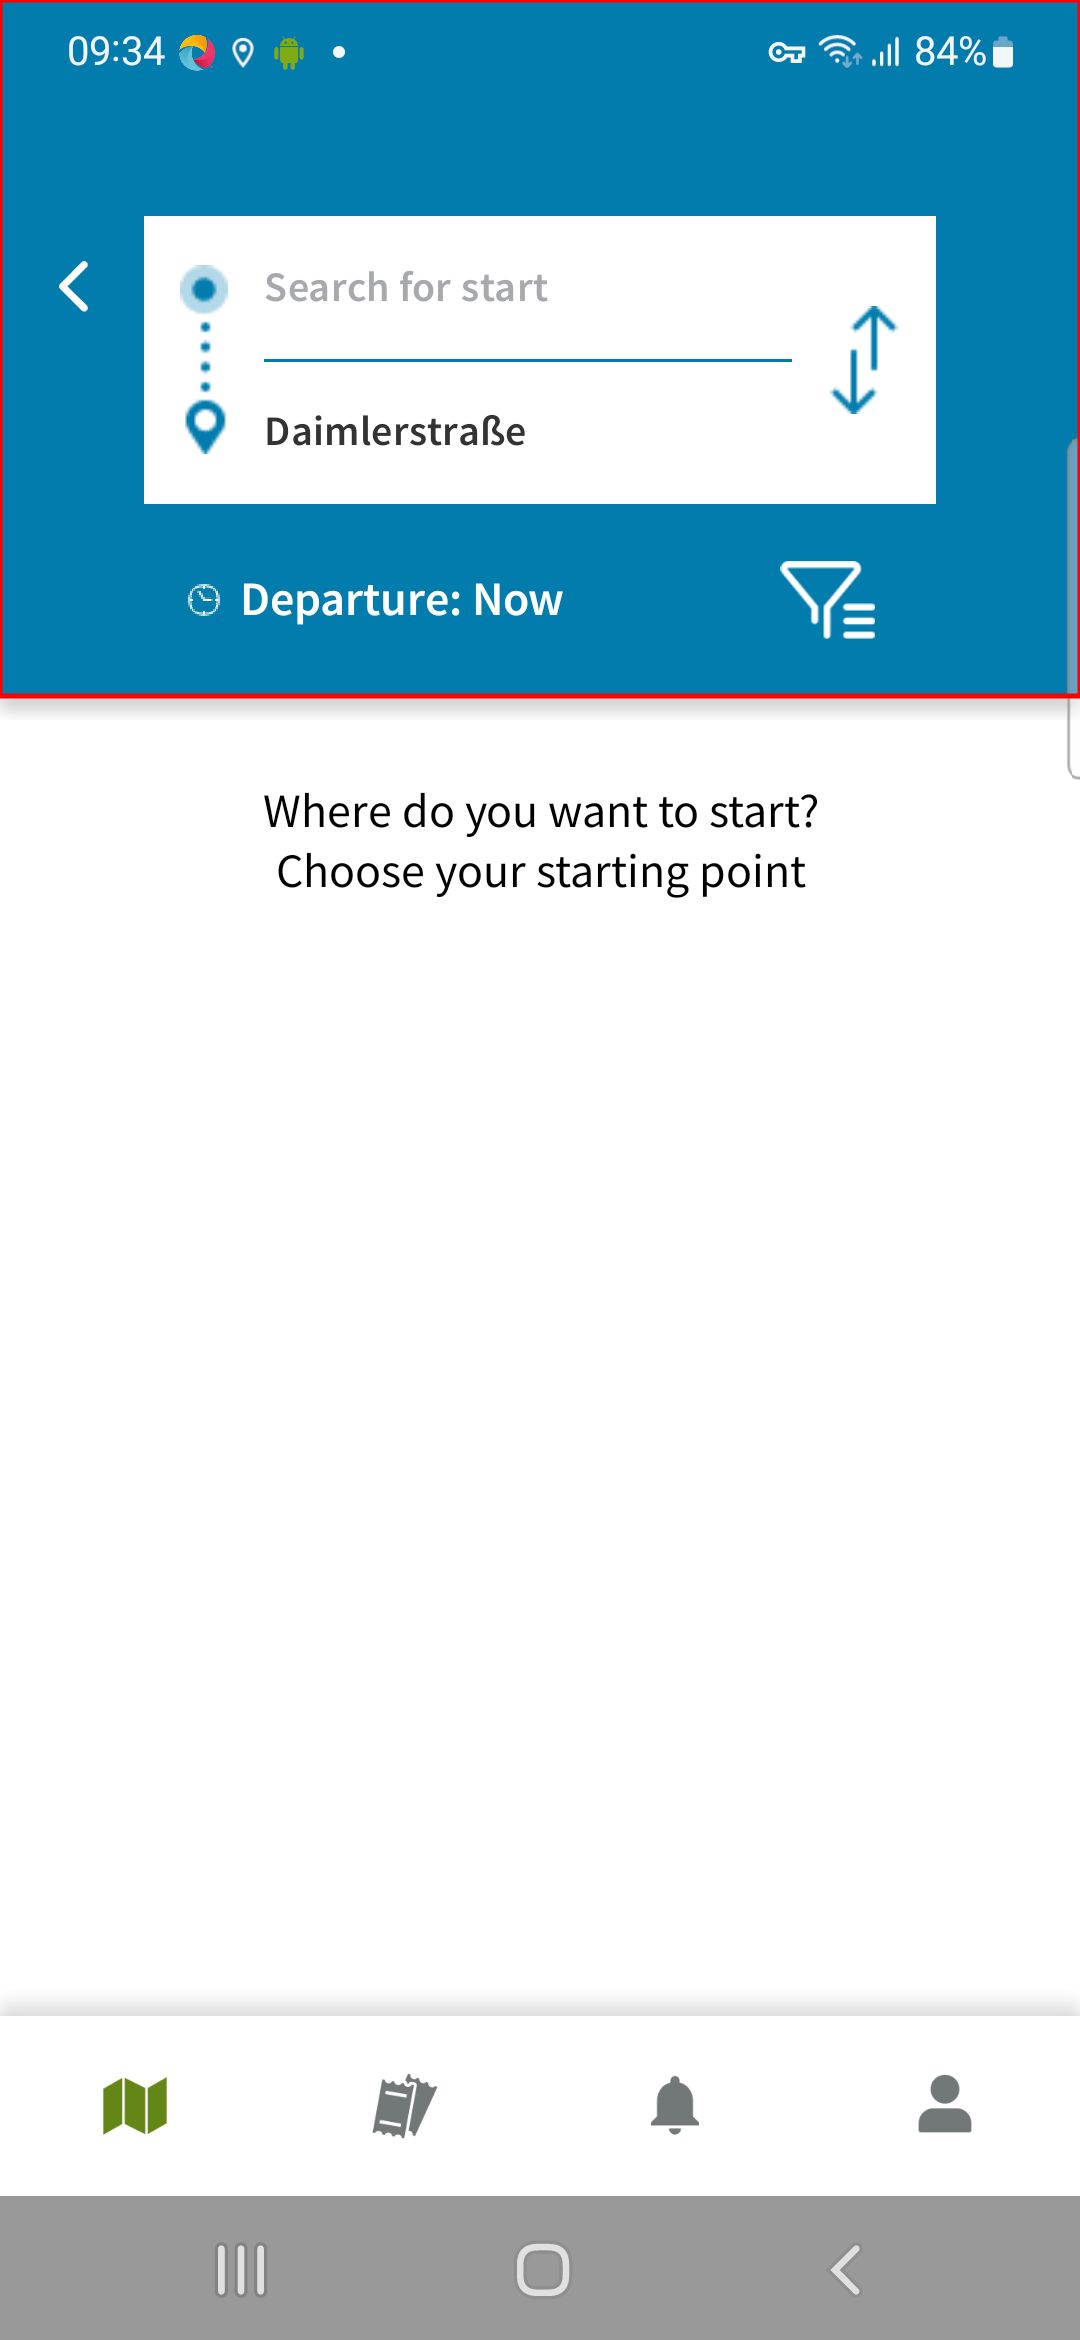 09:34
84%
Search for start
Daimlerstraße
Departure: Now
Where do you want to start?
Choose your starting point